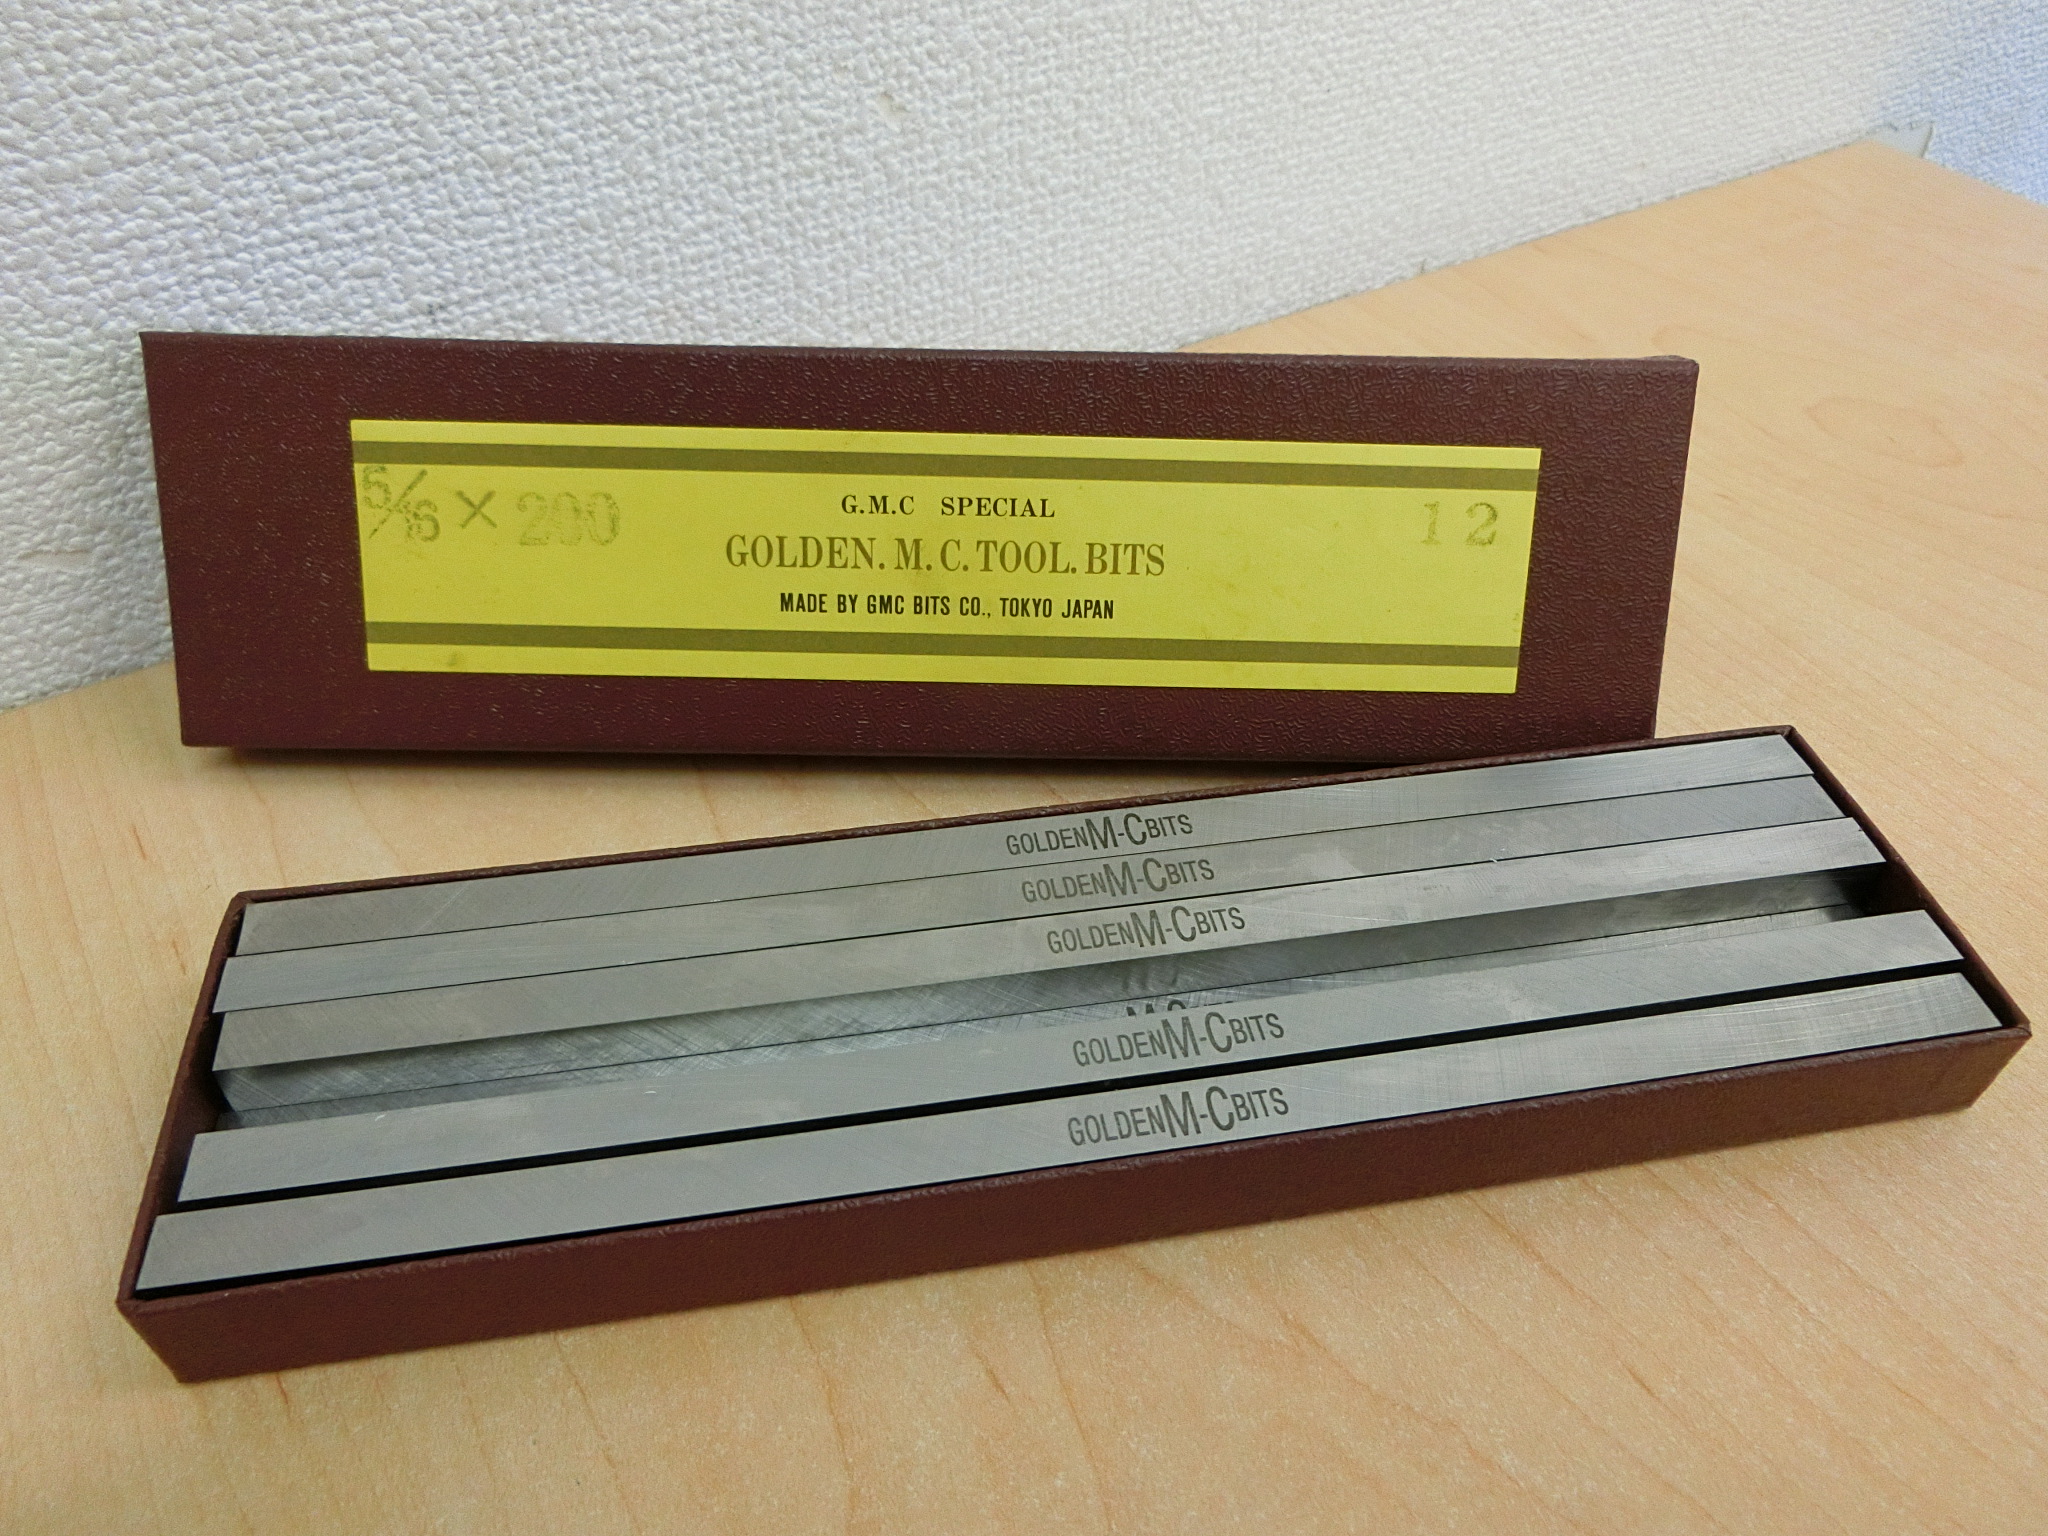 5/16 × 200
G.M.C SPECIAL
12
GOLDEN. M. C. TOOL. BITS
MADE BY GMC BITS CO., TOKYO JAPAN
GOLDENM-CBITS
GOLDENM-CBITS
GOLDENM-CBITS
M-C
GOLDENM-CBITS
GOLDENM-CBITS